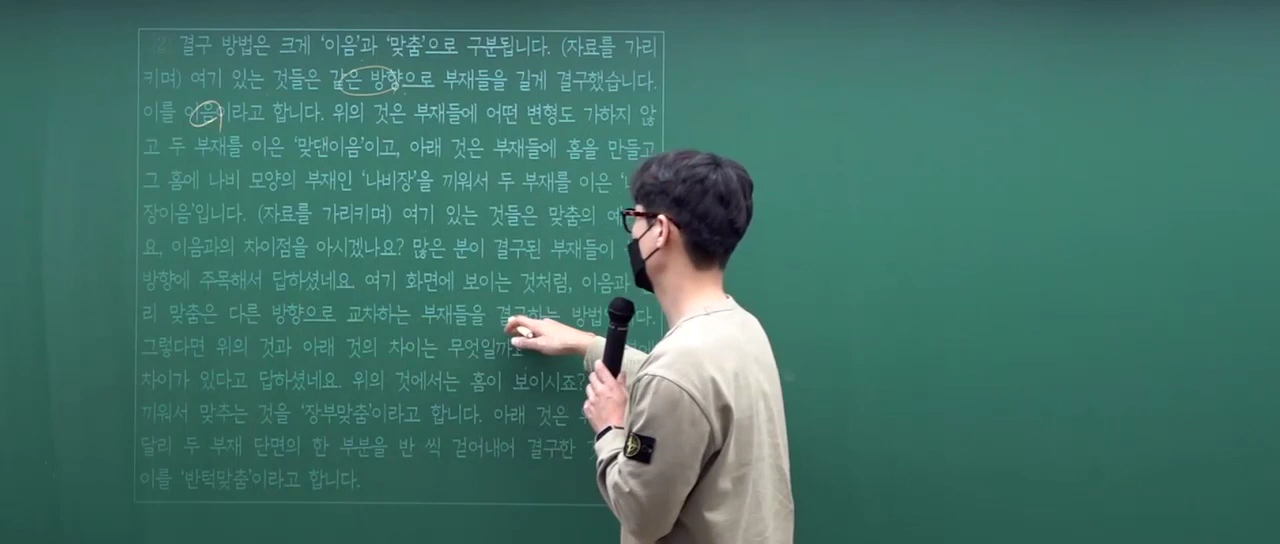 (2) 결구 방법은 크게 '이음'과 '맞춤'으로 구분됩니다. (자료를 가리
키며) 여기 있는 것들은 같은 방향으로 부재들을 길게 결구했습니다.
이를 이음이라고 합니다. 위의 것은 부재들에 어떤 변형도 가하지 않
고 두 부재를 이은 '맞댄이음'이고, 아래 것은 부재들에 홈을 만들고
그 홈에 나비 모양의 부재인 '나비장'을 끼워서 두 부재를 이은
장이음'입니다. (자료를 가리키며) 여기 있는 것들은 맞춤의
요, 이음과의 차이점을 아시겠나요? 많은 분이 결구된 부재들이
방향에 주목해서 답하셨네요. 여기 화면에 보이는 것처럼, 이음과
리 맞춤은 다른 방향으로 교차하는 부재들을 결구하는
그렇다면 위의 것과 아래 것의 차이는 무엇일까요
차이가 있다고 답하셨네요. 위의 것에서는 홈이 보이시죠?
끼워서 맞추는 것을 '장부맞춤'이라고 합니다. 아래 것은
달리 두 부재 단면의 한 부분을 반 씩 걷어내어 결구한
이를 '반턱맞춤'이라고 합니다.